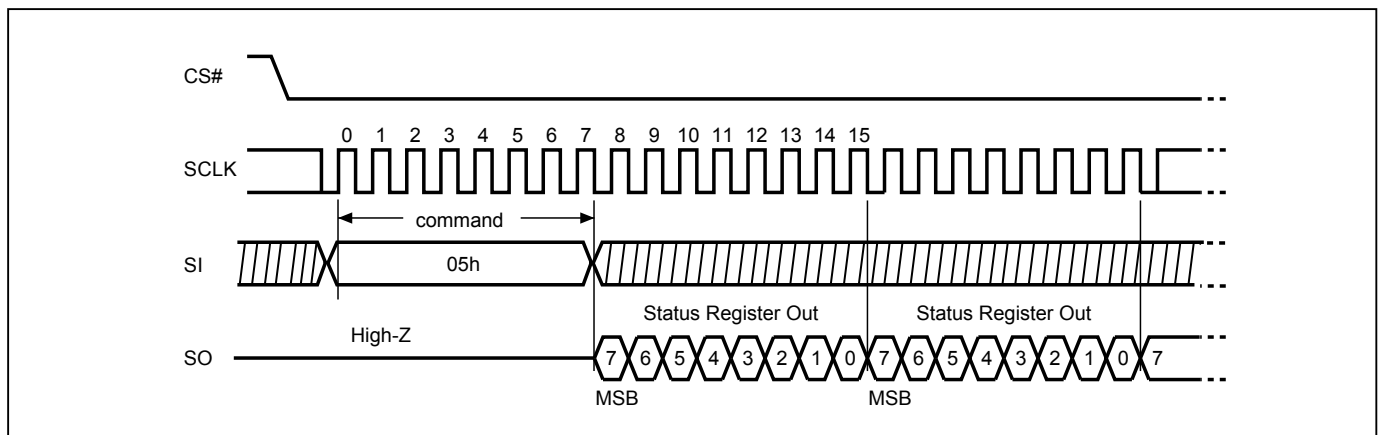 CS#
0 1 2 3 4 5 6 7 8 9 10 11 12 13 14 15
SCLK
command
SI
05h
Status Register Out Status Register Out
High-Z
SO
7 6 5 4 3 2 1 0 7 6 5 4 3 2 1 0 7
MSB MSB